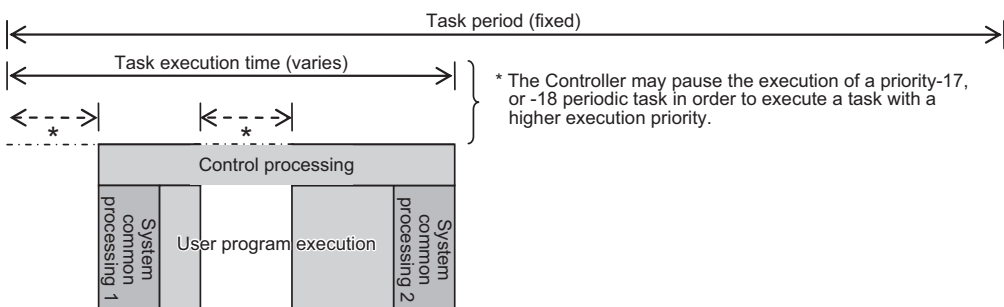 Task period (fixed)
Task execution time (varies)
* The Controller may pause the execution of a priority-17,
or -18 periodic task in order to execute a task with a
higher execution priority.
*
*
Control processing
System
common
processing 1
User program execution
System
common
processing 2